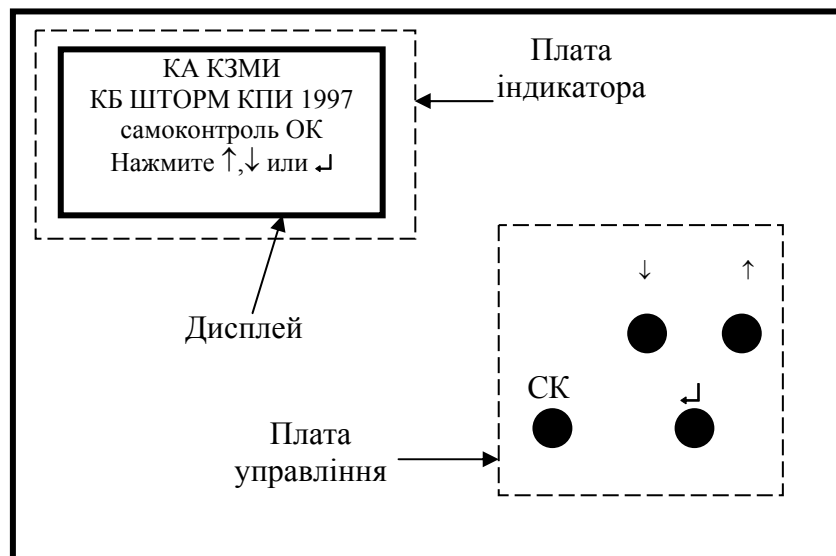 КА КЗМИ
КБ ШТОРМ КПИ 1997
самоконтроль ОК
Нажмите ↑,↓ или ↵
Плата
індикатора
Дисплей
↓ ↑
СК ↵
Плата
управління